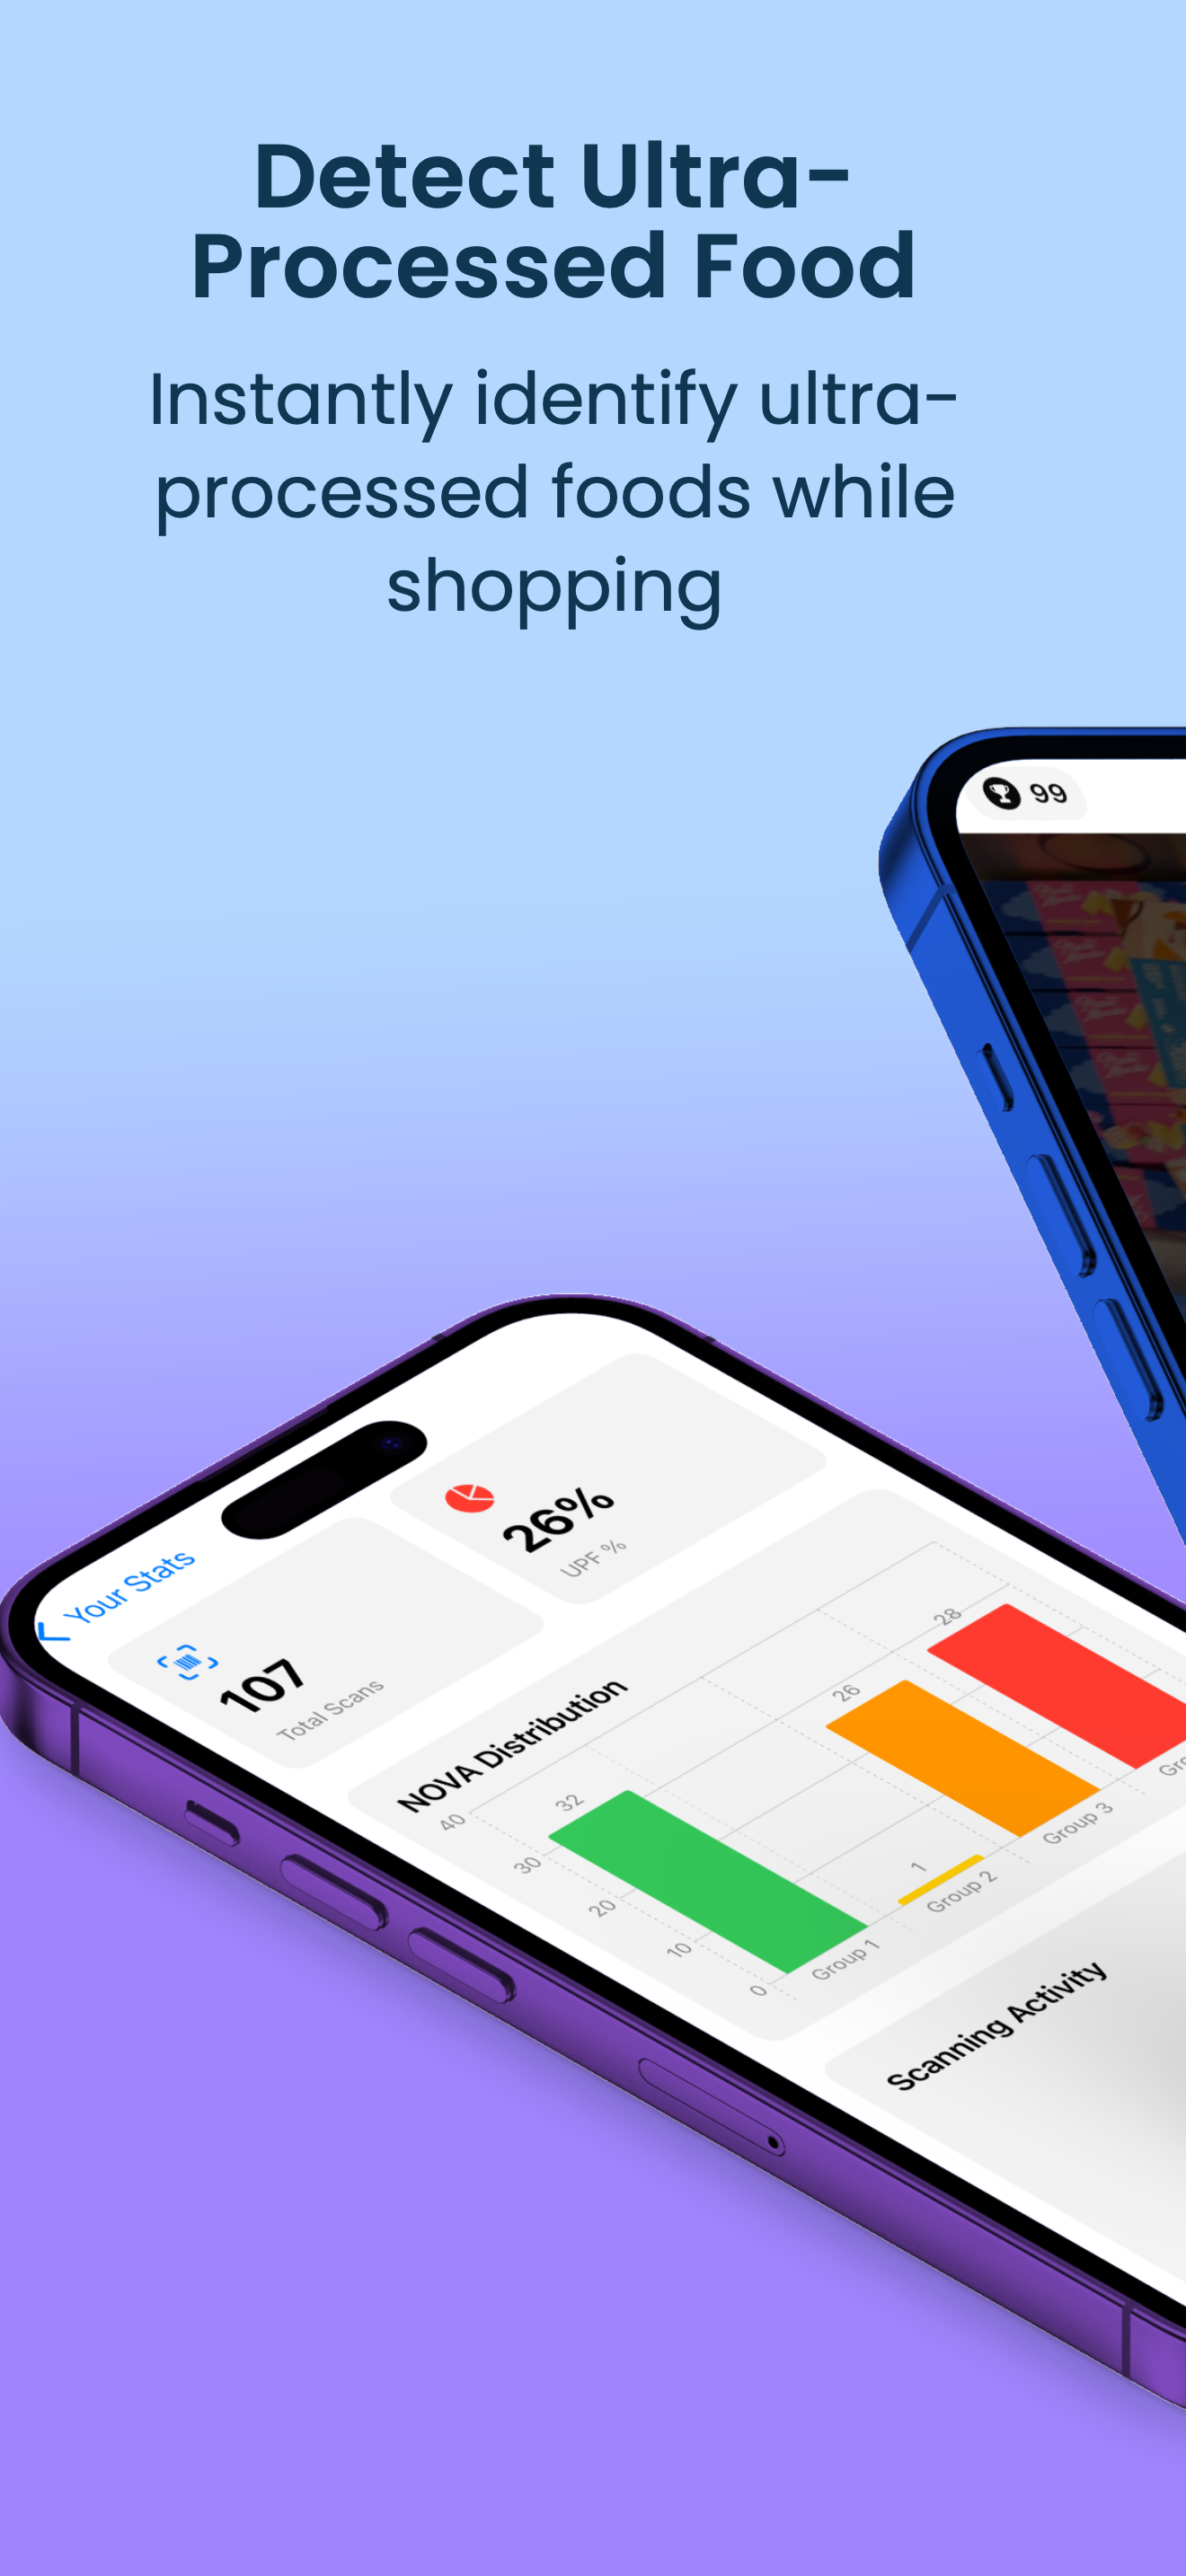 Detect Ultra-
Processed Food
Instantly identify ultra-
processed foods while
shopping
99
Your Stats
107
Total Scans
26%
UPF %
NOVA Distribution
40
30
20
10
0
32
1
26
28
Group 1
Group 2
Group 3
Scanning Activity